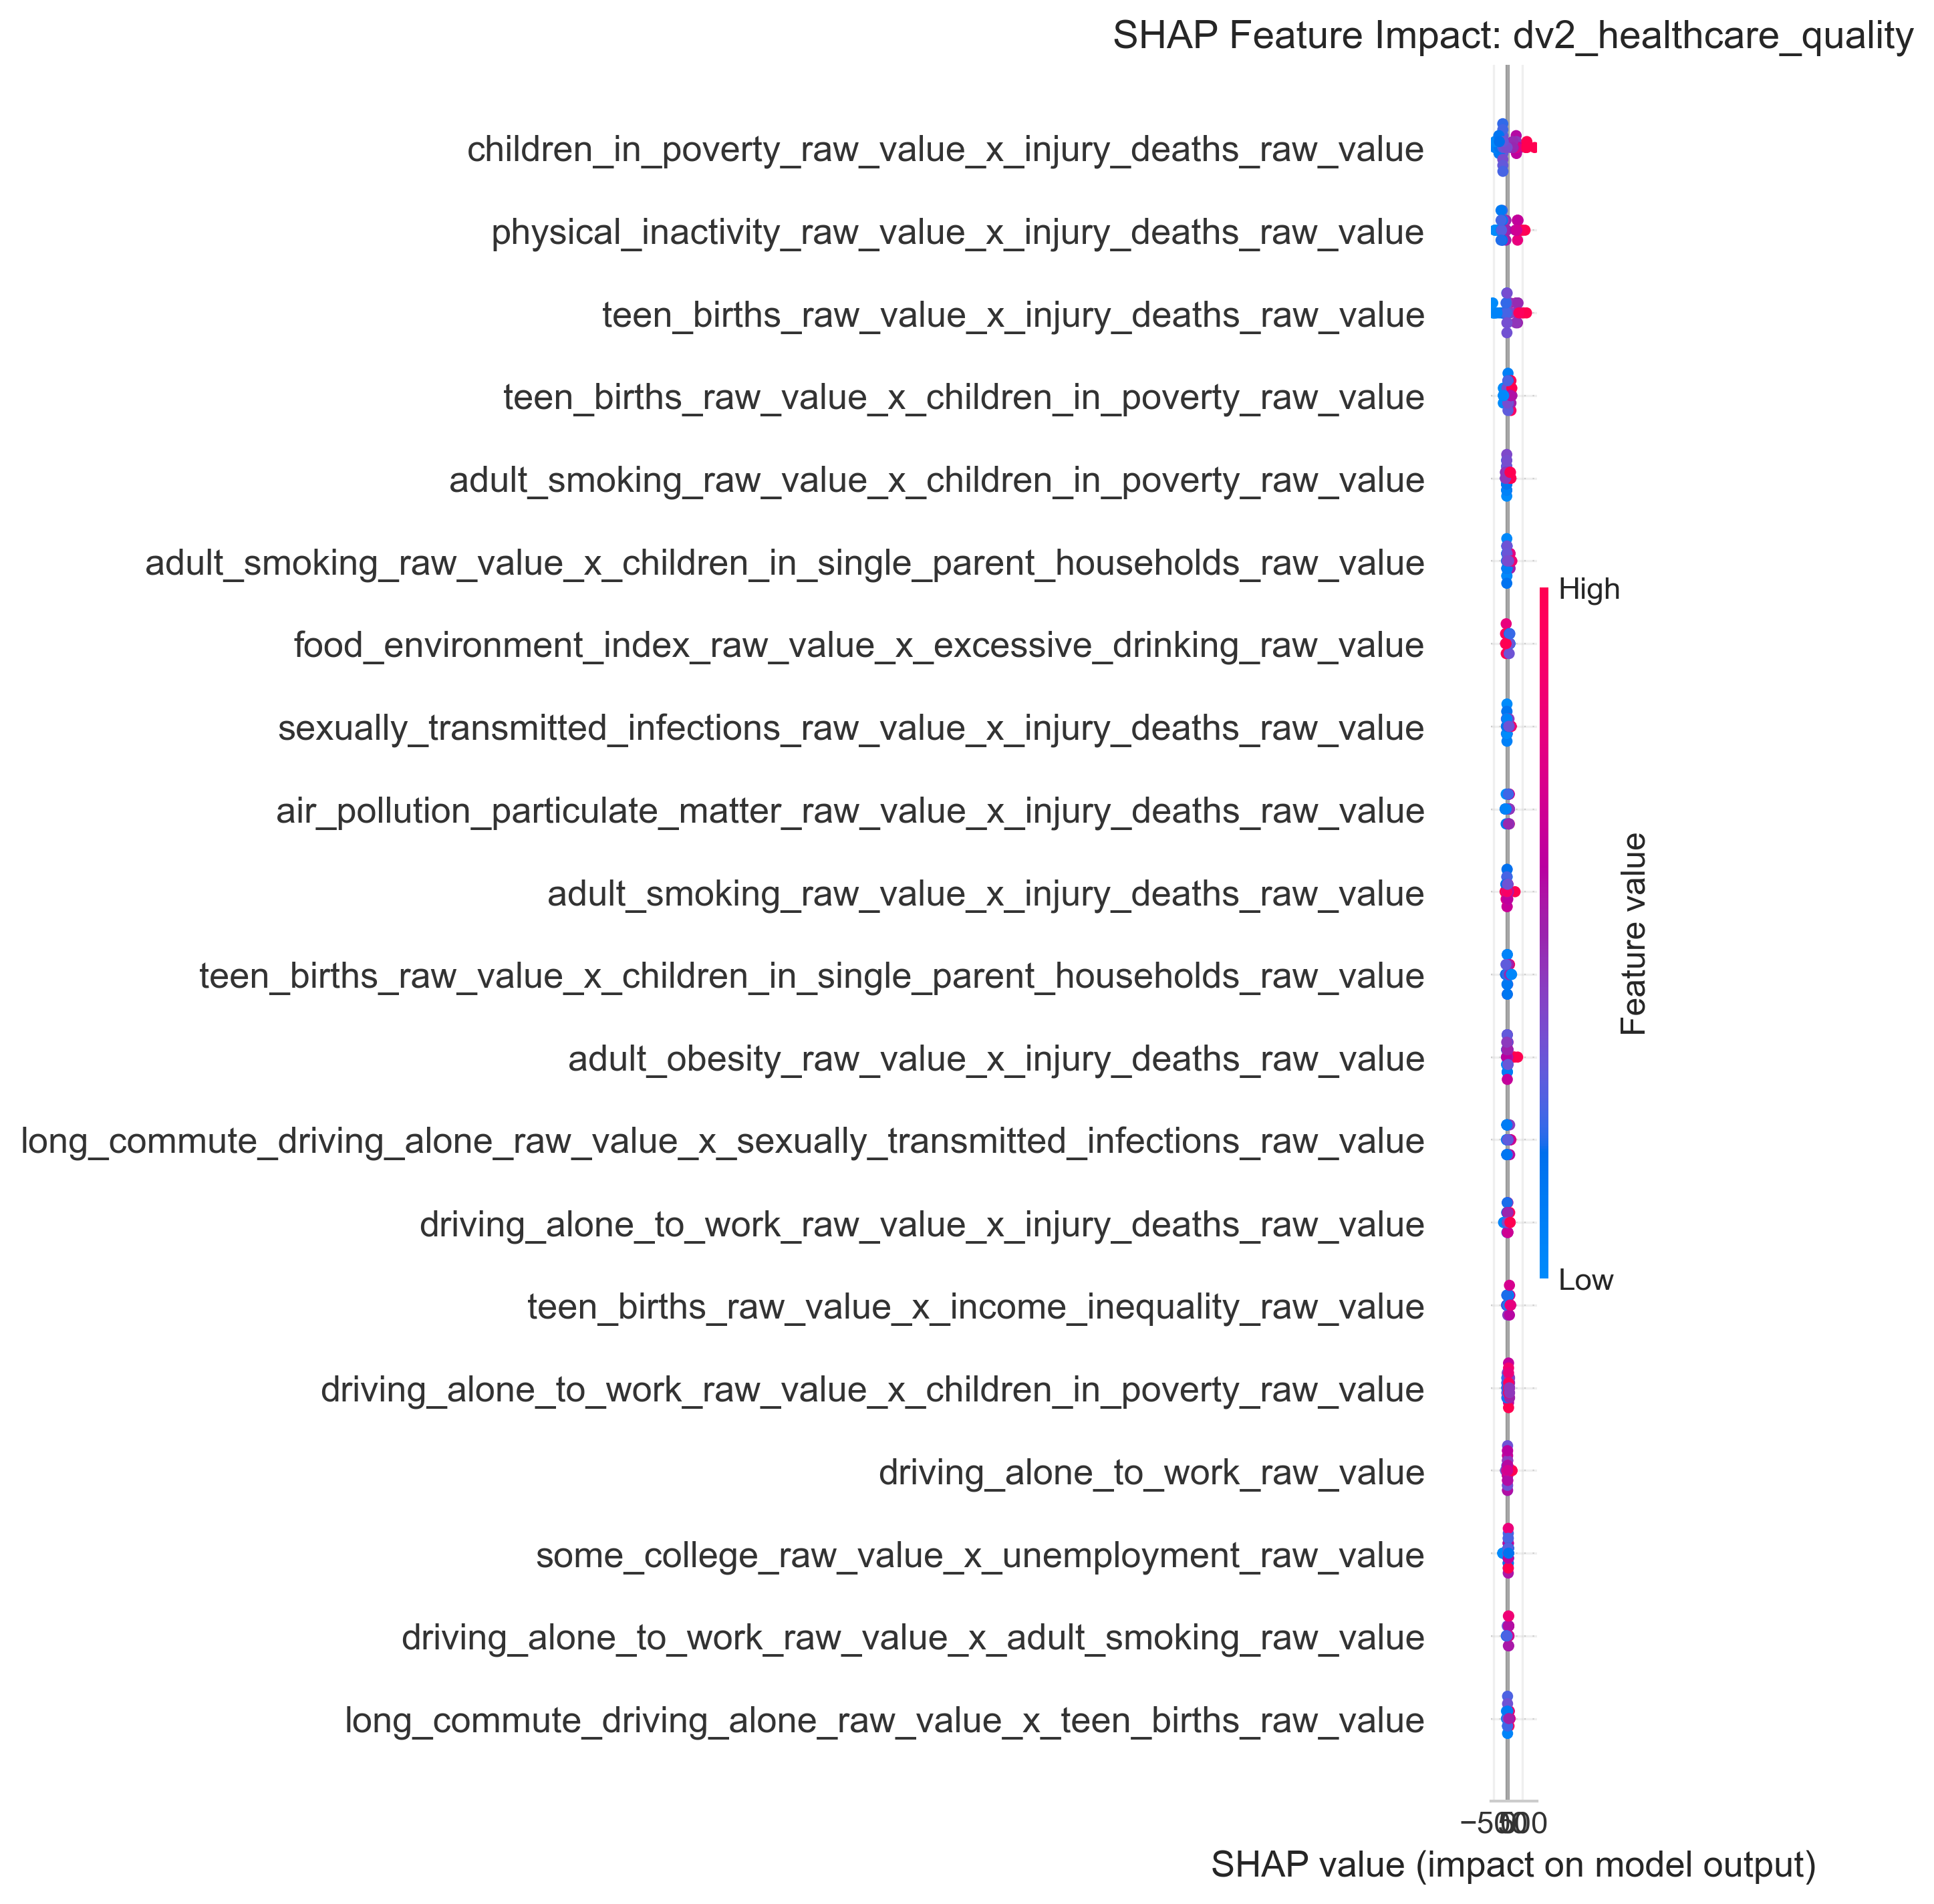 SHAP Feature Impact: dv2_healthcare_quality
children_in_poverty_raw_value_x_injury_deaths_raw_value
physical_inactivity_raw_value_x_injury_deaths_raw_value
teen_births_raw_value_x_injury_deaths_raw_value
teen_births_raw_value_x_children_in_poverty_raw_value
adult_smoking_raw_value_x_children_in_poverty_raw_value
adult_smoking_raw_value_x_children_in_single_parent_households_raw_value
High
food_environment_index_raw_value_x_excessive_drinking_raw_value
sexually_transmitted_infections_raw_value_x_injury_deaths_raw_value
air_pollution_particulate_matter_raw_value_x_injury_deaths_raw_value
adult_smoking_raw_value_x_injury_deaths_raw_value
Feature value
teen_births_raw_value_x_children_in_single_parent_households_raw_value
adult_obesity_raw_value_x_injury_deaths_raw_value
long_commute_driving_alone_raw_value_x_sexually_transmitted_infections_raw_value
driving_alone_to_work_raw_value_x_injury_deaths_raw_value
Low
teen_births_raw_value_x_income_inequality_raw_value
driving_alone_to_work_raw_value_x_children_in_poverty_raw_value
driving_alone_to_work_raw_value
some_college_raw_value_x_unemployment_raw_value
driving_alone_to_work_raw_value_x_adult_smoking_raw_value
long_commute_driving_alone_raw_value_x_teen_births_raw_value
SHAP value (impact on model output)